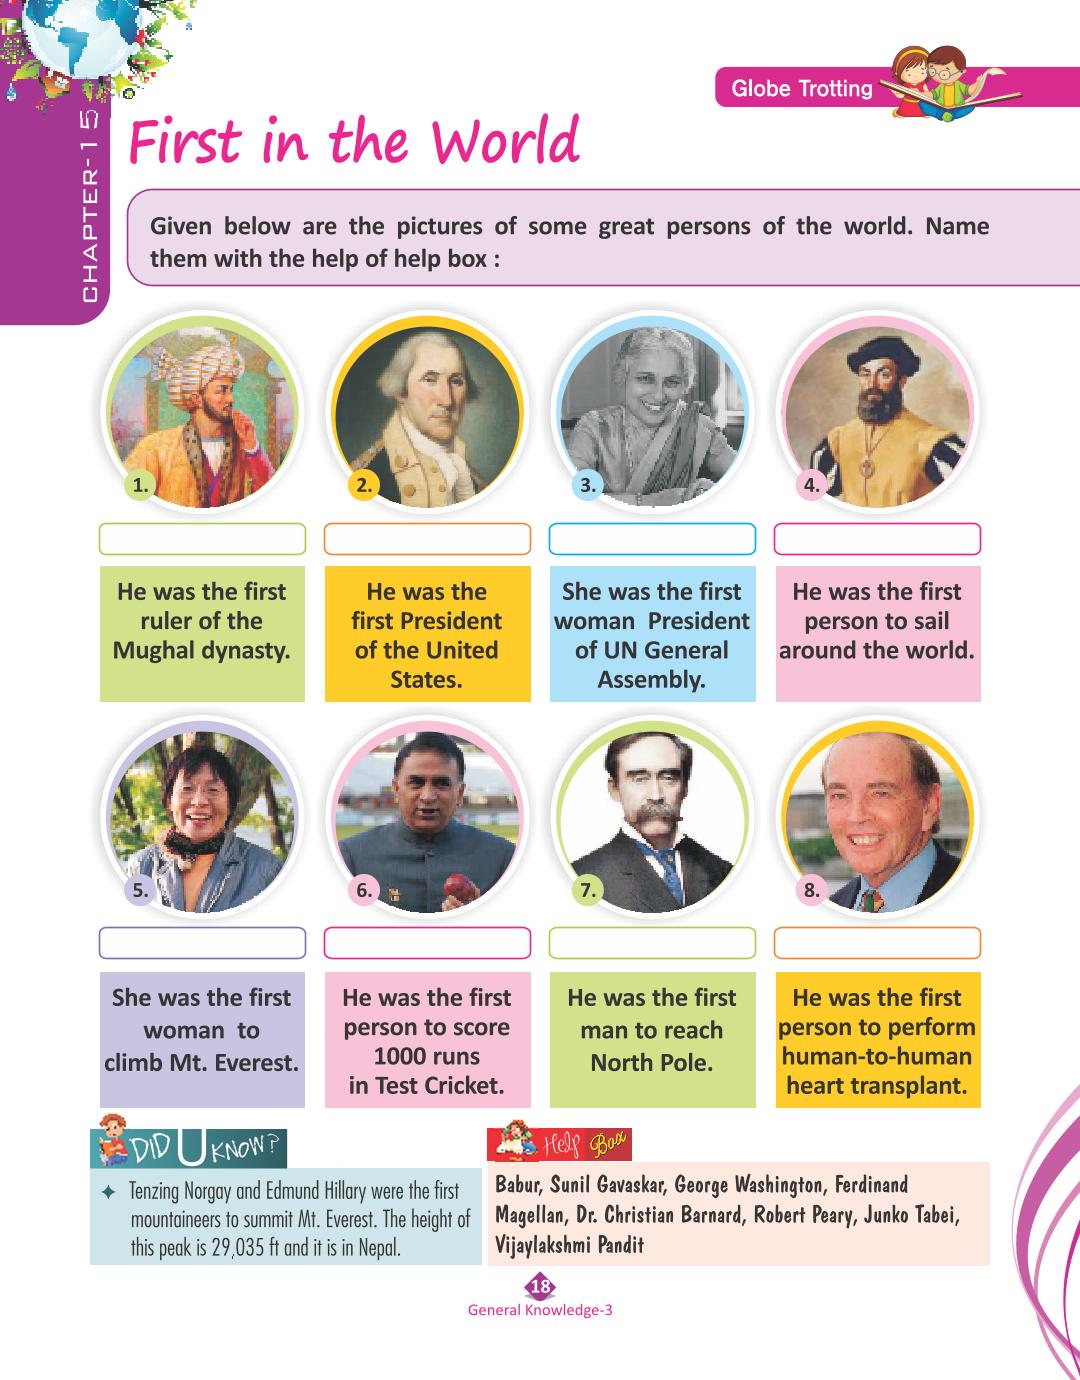 CHAPTER-15
Globe Trotting
First in the World
Given below are the pictures of some great persons of the world. Name
them with the help of help box :
1.
2.
3.
4.
He was the first
ruler of the
Mughal dynasty.
He was the
first President
of the United
States.
She was the first
woman President
of UN General
Assembly.
He was the first
person to sail
around the world.
5.
6.
7.
8.
She was the first
woman to
climb Mt. Everest.
He was the first
person to score
1000 runs
in Test Cricket.
He was the first
man to reach
North Pole.
He was the first
person to perform
human-to-human
heart transplant.
DID U KNOW?
✦ Tenzing Norgay and Edmund Hillary were the first
mountaineers to summit Mt. Everest. The height of
this peak is 29,035 ft and it is in Nepal.
Help Box
Babur, Sunil Gavaskar, George Washington, Ferdinand
Magellan, Dr. Christian Barnard, Robert Peary, Junko Tabei,
Vijaylakshmi Pandit
18
General Knowledge-3